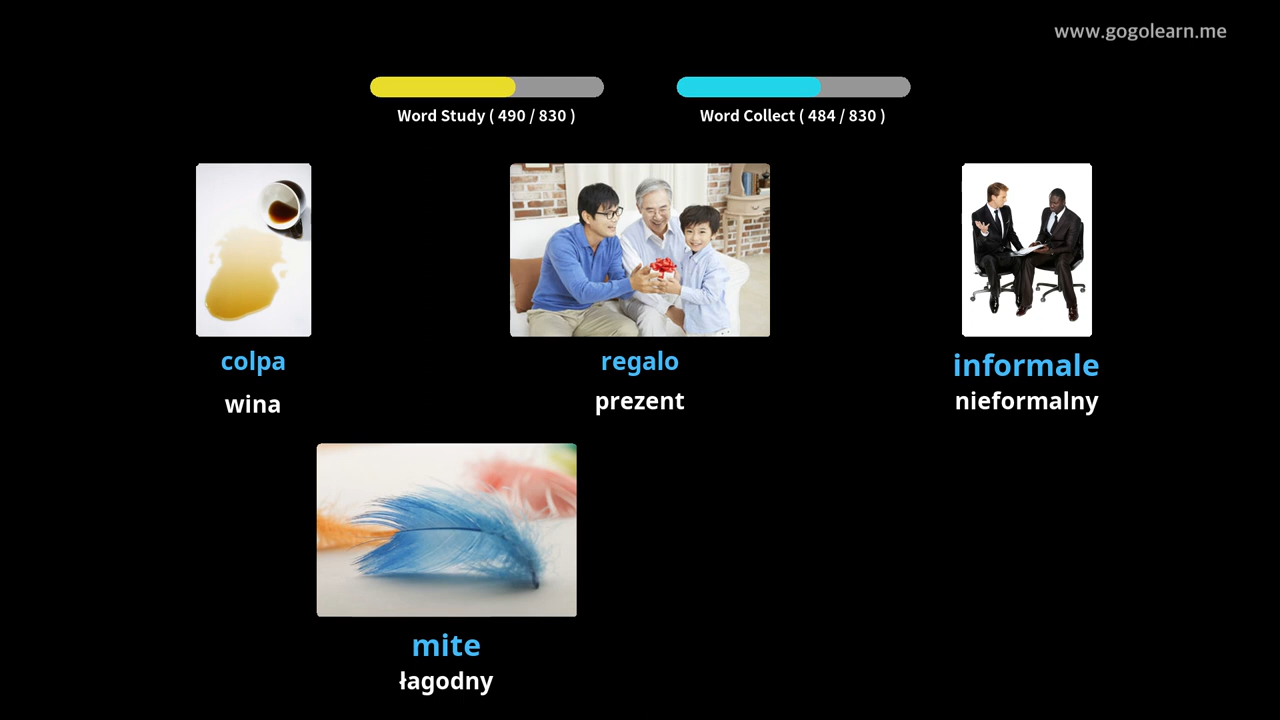 www.gogolearn.me
Word Study ( 490 / 830 )
Word Collect ( 484 / 830 )
colpa
wina
regalo
prezent
informale
nieformalny
mite
łagodny